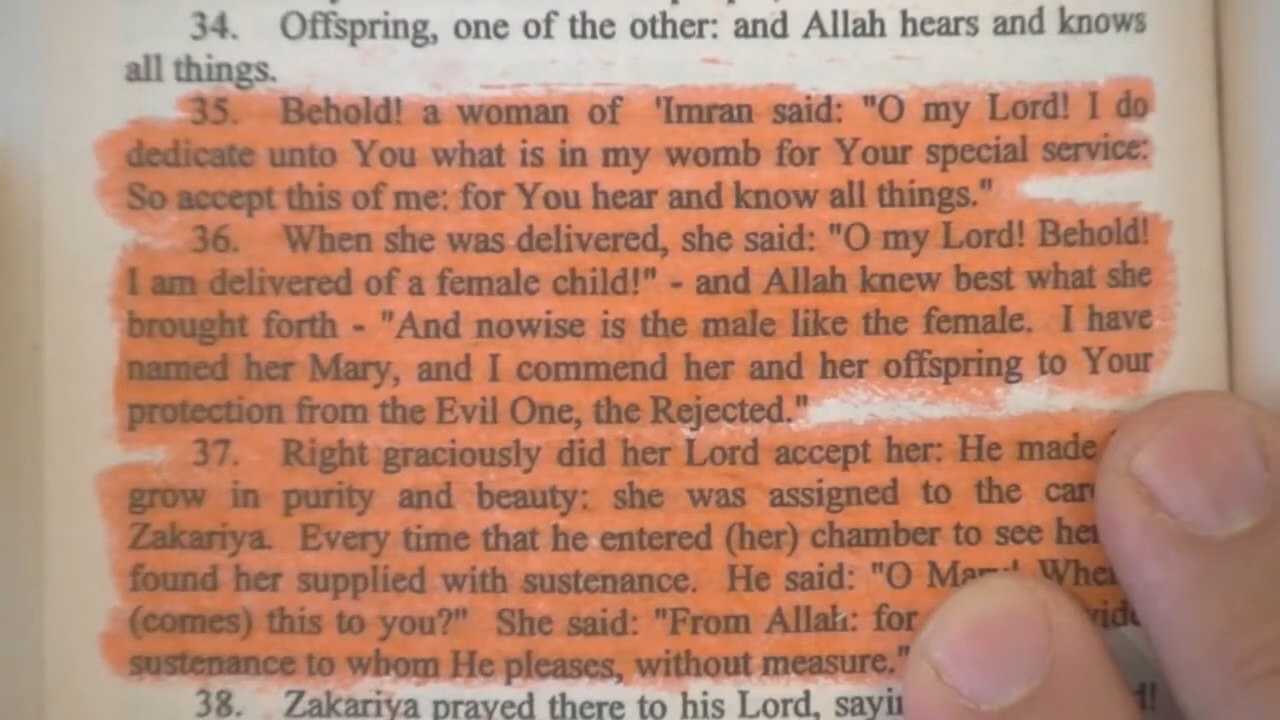 34. Offspring, one of the other: and Allah hears and knows
all things.
35. Behold! a woman of 'Imran said: "O my Lord! I do
dedicate unto You what is in my womb for Your special service:
So accept this of me: for You hear and know all things."
36. When she was delivered, she said: "O my Lord! Behold!
I am delivered of a female child!" - and Allah knew best what she
brought forth - "And nowise is the male like the female. I have
named her Mary, and I commend her and her offspring to Your
protection from the Evil One, the Rejected."
37. Right graciously did her Lord accept her: He made
grow in purity and beauty: she was assigned to the
Zakariya. Every time that he entered (her) chamber to see
found her supplied with sustenance. He said: "O
(comes) this to you?" She said: "From Allah: for
sustenance to whom He pleases, without measure."
38. Zakariya prayed there to his Lord,